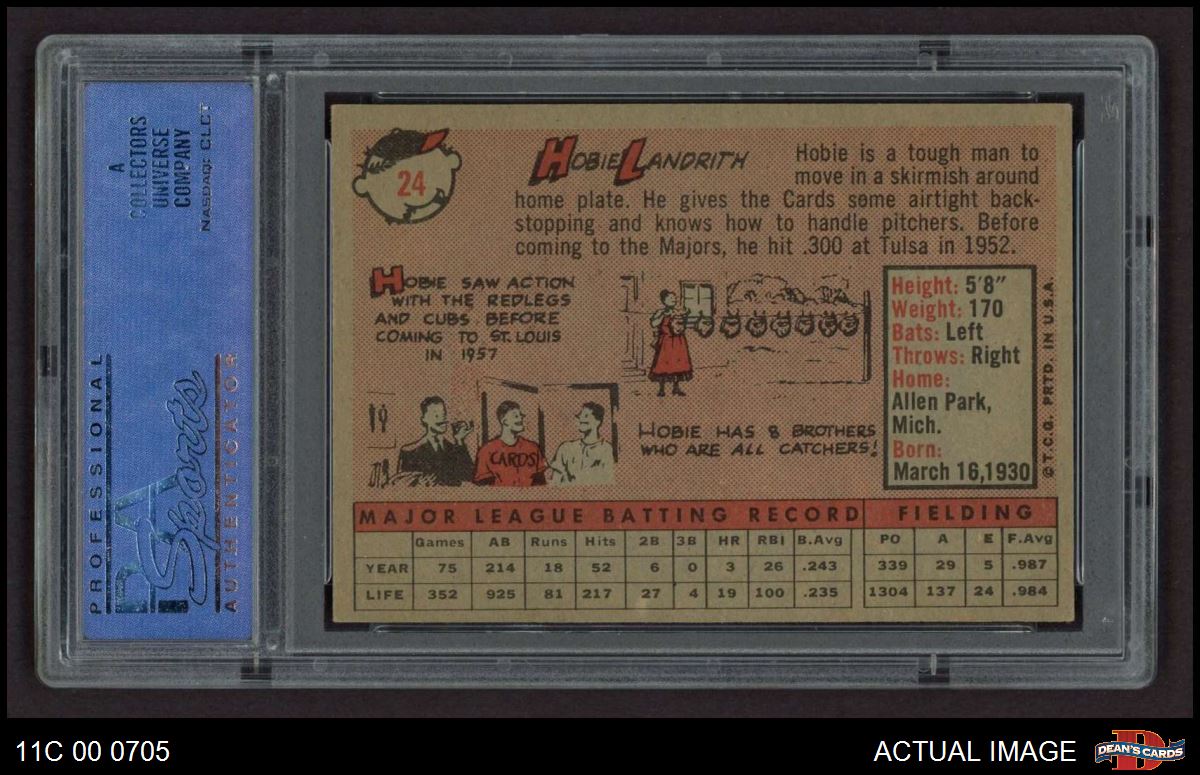 A
COLLECTORS
UNIVERSE
COMPANY
NASDAQ: CLCT
PROFESSIONAL
PSA
Sports
AUTHENTICATOR
24
HOBIE LANDRITH
Hobie is a tough man to
move in a skirmish around
home plate. He gives the Cards some airtight back-
stopping and knows how to handle pitchers. Before
coming to the Majors, he hit .300 at Tulsa in 1952.
HOBIE SAW ACTION
WITH THE REDLEGS
AND CUBS BEFORE
COMING TO ST. LOUIS
IN 1957
CARDS
HOBIE HAS 8 BROTHERS
WHO ARE ALL CATCHERS!
Height: 5'8"
Weight: 170
Bats: Left
Throws: Right
Home:
Allen Park,
Mich.
Born:
March 16, 1930
© T.C.G. PRTD. IN U.S.A.
MAJOR LEAGUE BATTING RECORD FIELDING
Games AB Runs Hits 2B 3B HR RBI B.Avg PO A E F.Avg
YEAR 75 214 18 52 6 0 3 26 .243 339 29 5 .987
LIFE 352 925 81 217 27 4 19 100 .235 1304 137 24 .984
11C 00 0705
ACTUAL IMAGE
D
DEAN'S CARDS